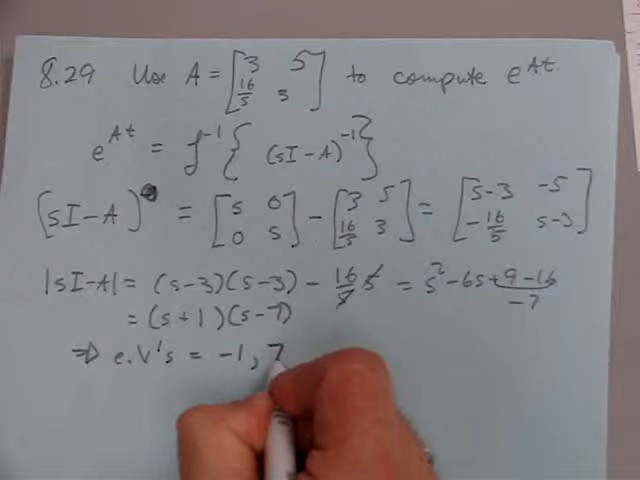 8.29 Use A = [3 5; 16/5 3] to compute e^At
e^At = ℒ^-1 { (sI-A)^-1 }
(sI-A) = [s 0; 0 s] - [3 5; 16/5 3] = [s-3 -5; -16/5 s-3]
|sI-A| = (s-3)(s-3) - 16/5 5 = s^2 -6s + 9-16
-7
= (s+1)(s-7)
⇒ e.V's = -1, 7